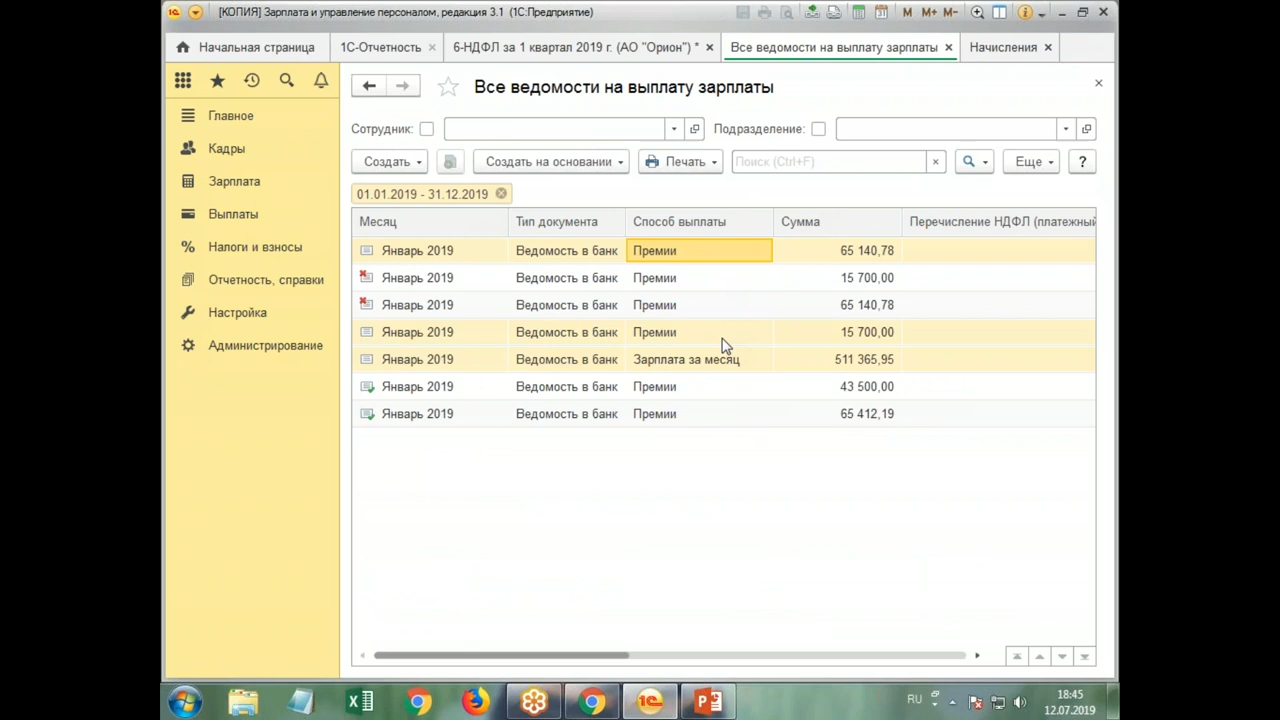 [КОПИЯ] Зарплата и управление персоналом, редакция 3.1 (1С:Предприятие)
M M+ M-
Начальная страница 1С-Отчетность 6-НДФЛ за 1 квартал 2019 г. (АО "Орион") * Все ведомости на выплату зарплаты Начисления
Все ведомости на выплату зарплаты
Главное
Кадры
Зарплата
Выплаты
Налоги и взносы
Отчетность, справки
Настройка
Администрирование
Сотрудник: Подразделение:
Создать Создать на основании Печать Поиск (Ctrl+F) Еще ?
01.01.2019 - 31.12.2019
Месяц Тип документа Способ выплаты Сумма Перечисление НДФЛ (платежный
Январь 2019 Ведомость в банк Премии 65 140,78
Январь 2019 Ведомость в банк Премии 15 700,00
Январь 2019 Ведомость в банк Премии 65 140,78
Январь 2019 Ведомость в банк Премии 15 700,00
Январь 2019 Ведомость в банк Зарплата за месяц 511 365,95
Январь 2019 Ведомость в банк Премии 43 500,00
Январь 2019 Ведомость в банк Премии 65 412,19
RU 18:45
12.07.2019